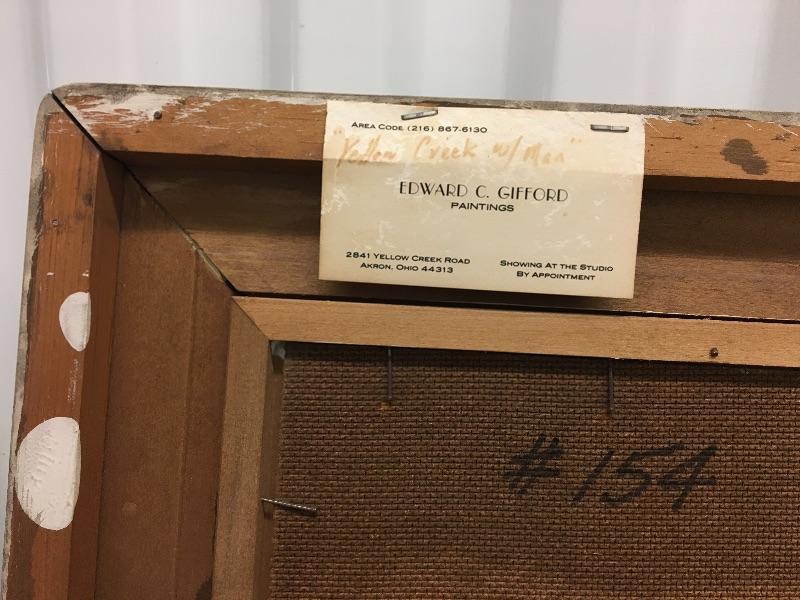 AREA CODE (216) 867-6130
"Yellow Creek w/ Man"
EDWARD C. GIFFORD
PAINTINGS
2841 YELLOW CREEK ROAD
AKRON, OHIO 44313
SHOWING AT THE STUDIO
BY APPOINTMENT
#154